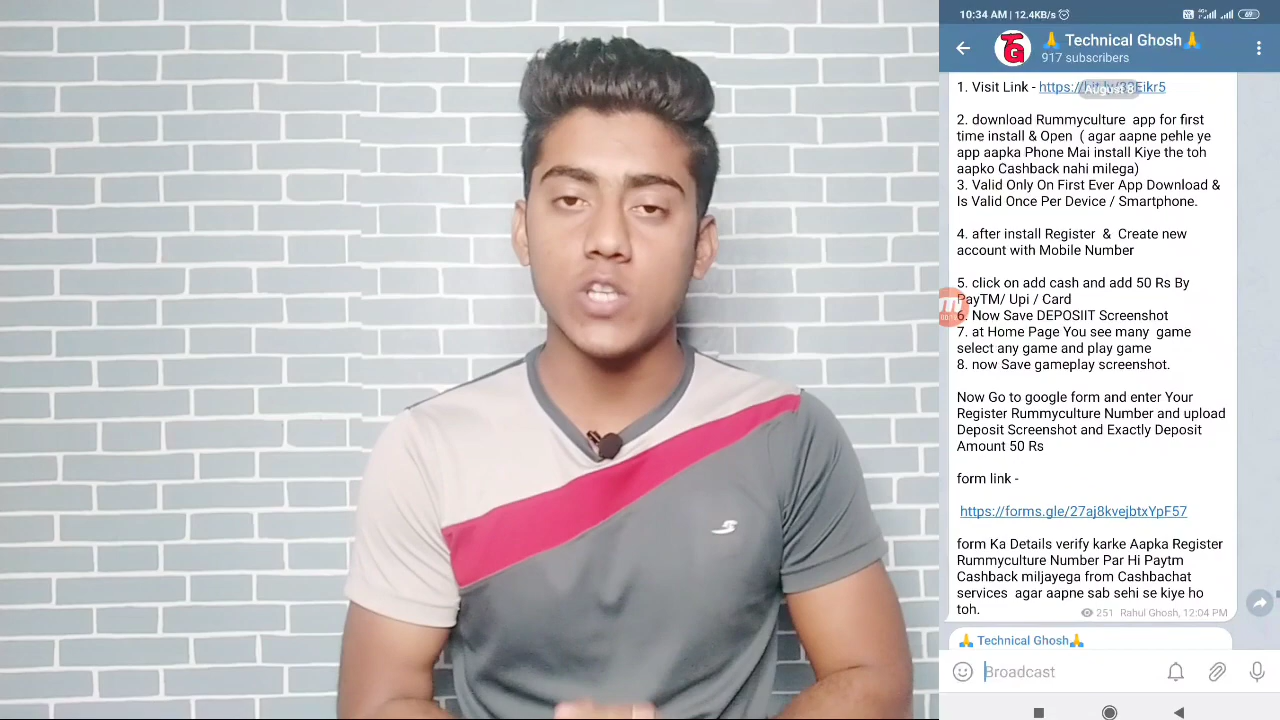 10:34 AM | 12.4KB/s
69
🙏 Technical Ghosh🙏
917 subscribers
TG
1. Visit Link -
August 8
2. download Rummyculture app for first
time install & Open ( agar aapne pehle ye
app aapka Phone Mai install Kiye the toh
aapko Cashback nahi milega)
3. Valid Only On First Ever App Download &
Is Valid Once Per Device / Smartphone.
4. after install Register & Create new
account with Mobile Number
5. click on add cash and add 50 Rs By
PayTM/ Upi / Card
6. Now Save DEPOSIIT Screenshot
7. at Home Page You see many game
select any game and play game
8. now Save gameplay screenshot.
Now Go to google form and enter Your
Register Rummyculture Number and upload
Deposit Screenshot and Exactly Deposit
Amount 50 Rs
form link -
https://forms.gle/27aj8kvejbtxYpF57
form Ka Details verify karke Aapka Register
Rummyculture Number Par Hi Paytm
Cashback miljayega from Cashbachat
services agar aapne sab sehi se kiye ho
toh.
251 Rahul Ghosh, 12:04 PM
🙏 Technical Ghosh🙏
Broadcast